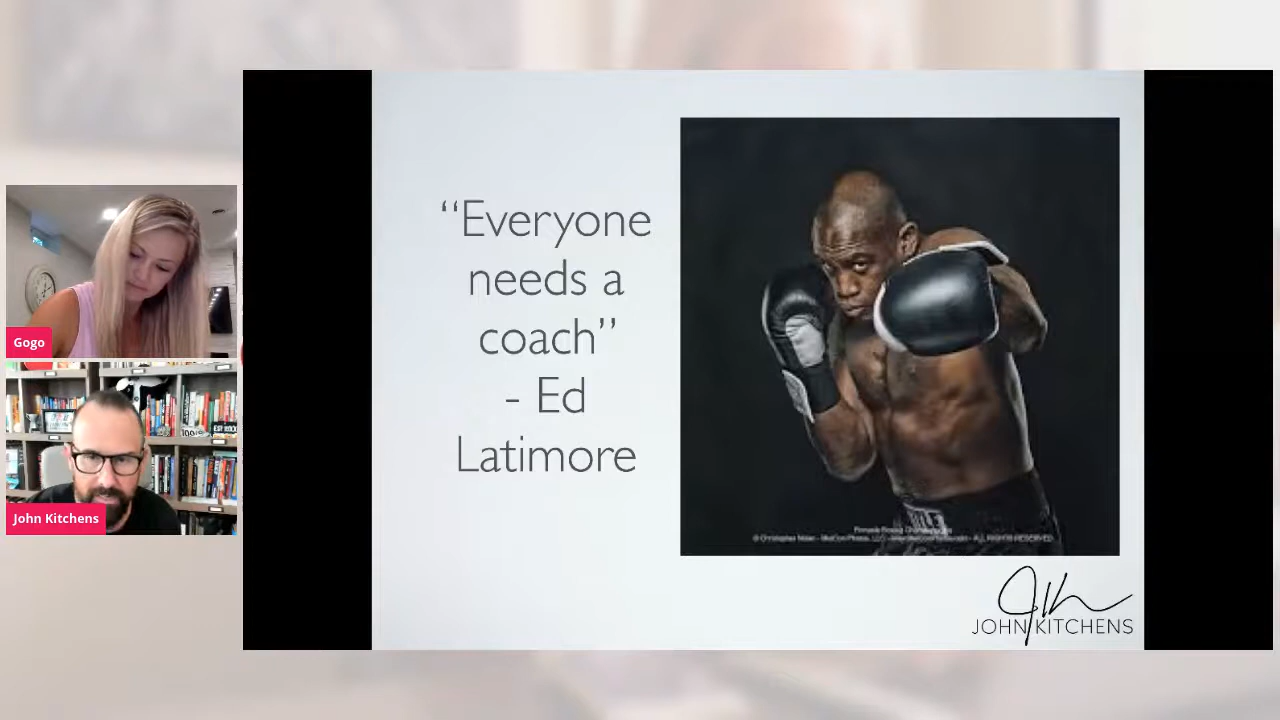 “Everyone
needs a
coach”
- Ed
Latimore
Gogo
John Kitchens
JOHN KITCHENS